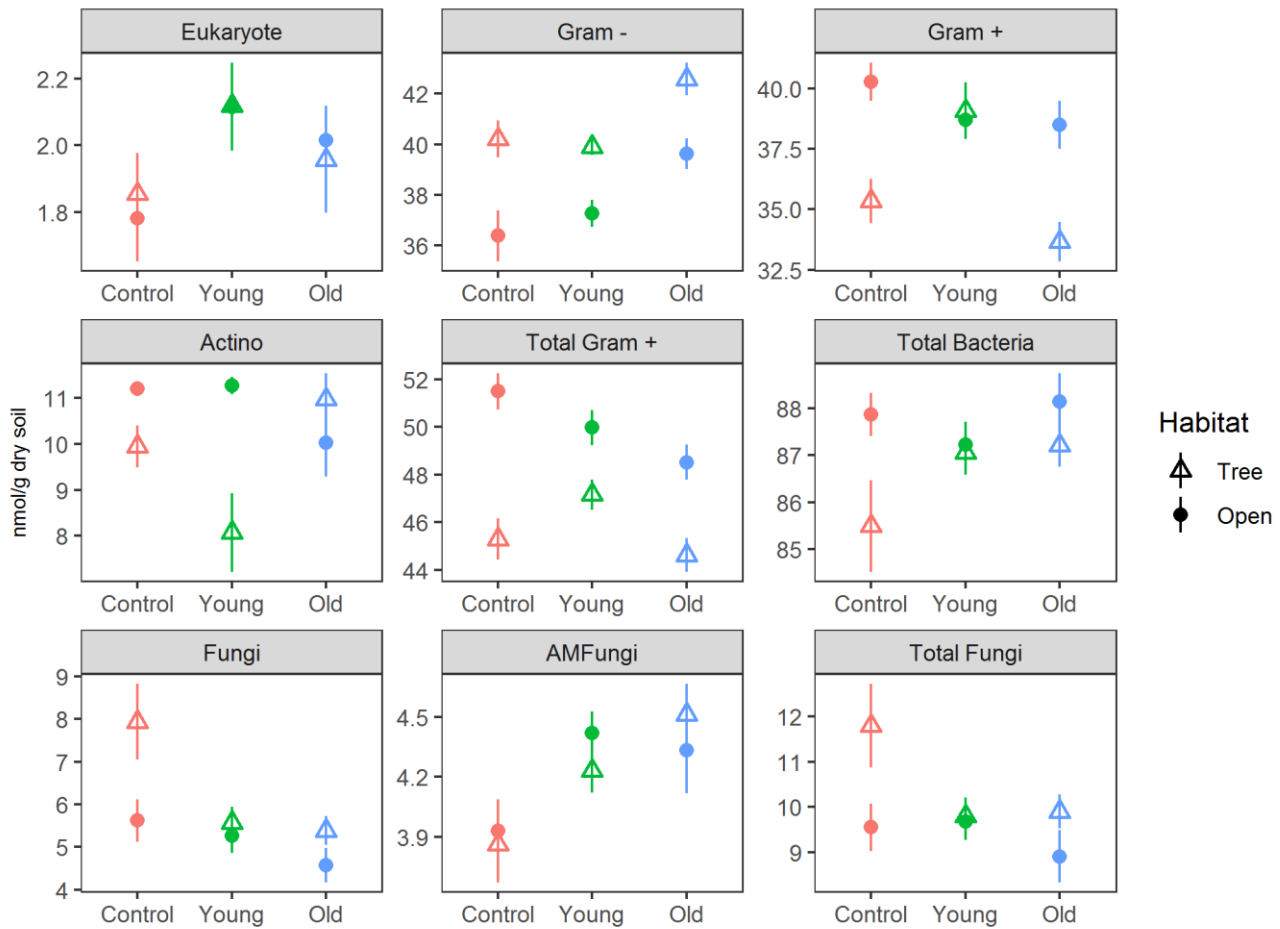 Eukaryote
Gram -
Gram +
2.2
2.0
1.8
42
40
38
36
40.0
37.5
35.0
32.5
Control Young Old
Control Young Old
Control Young Old
Actino
Total Gram +
Total Bacteria
nmol/g dry soil
11
10
9
8
52
50
48
46
44
88
87
86
85
Control Young Old
Control Young Old
Control Young Old
Habitat
Tree
Open
Fungi
AMFungi
Total Fungi
9
8
7
6
5
4
4.5
4.2
3.9
12
11
10
9
Control Young Old
Control Young Old
Control Young Old